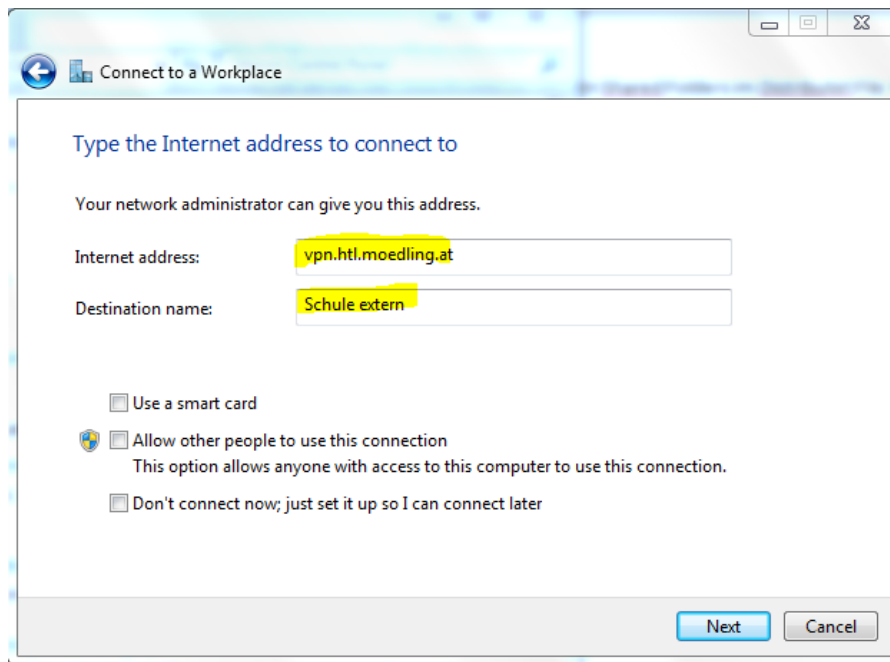 Connect to a Workplace
Type the Internet address to connect to
Your network administrator can give you this address.
Internet address: vpn.htl.moedling.at
Destination name: Schule extern
Use a smart card
Allow other people to use this connection
This option allows anyone with access to this computer to use this connection.
Don't connect now; just set it up so I can connect later
Next Cancel